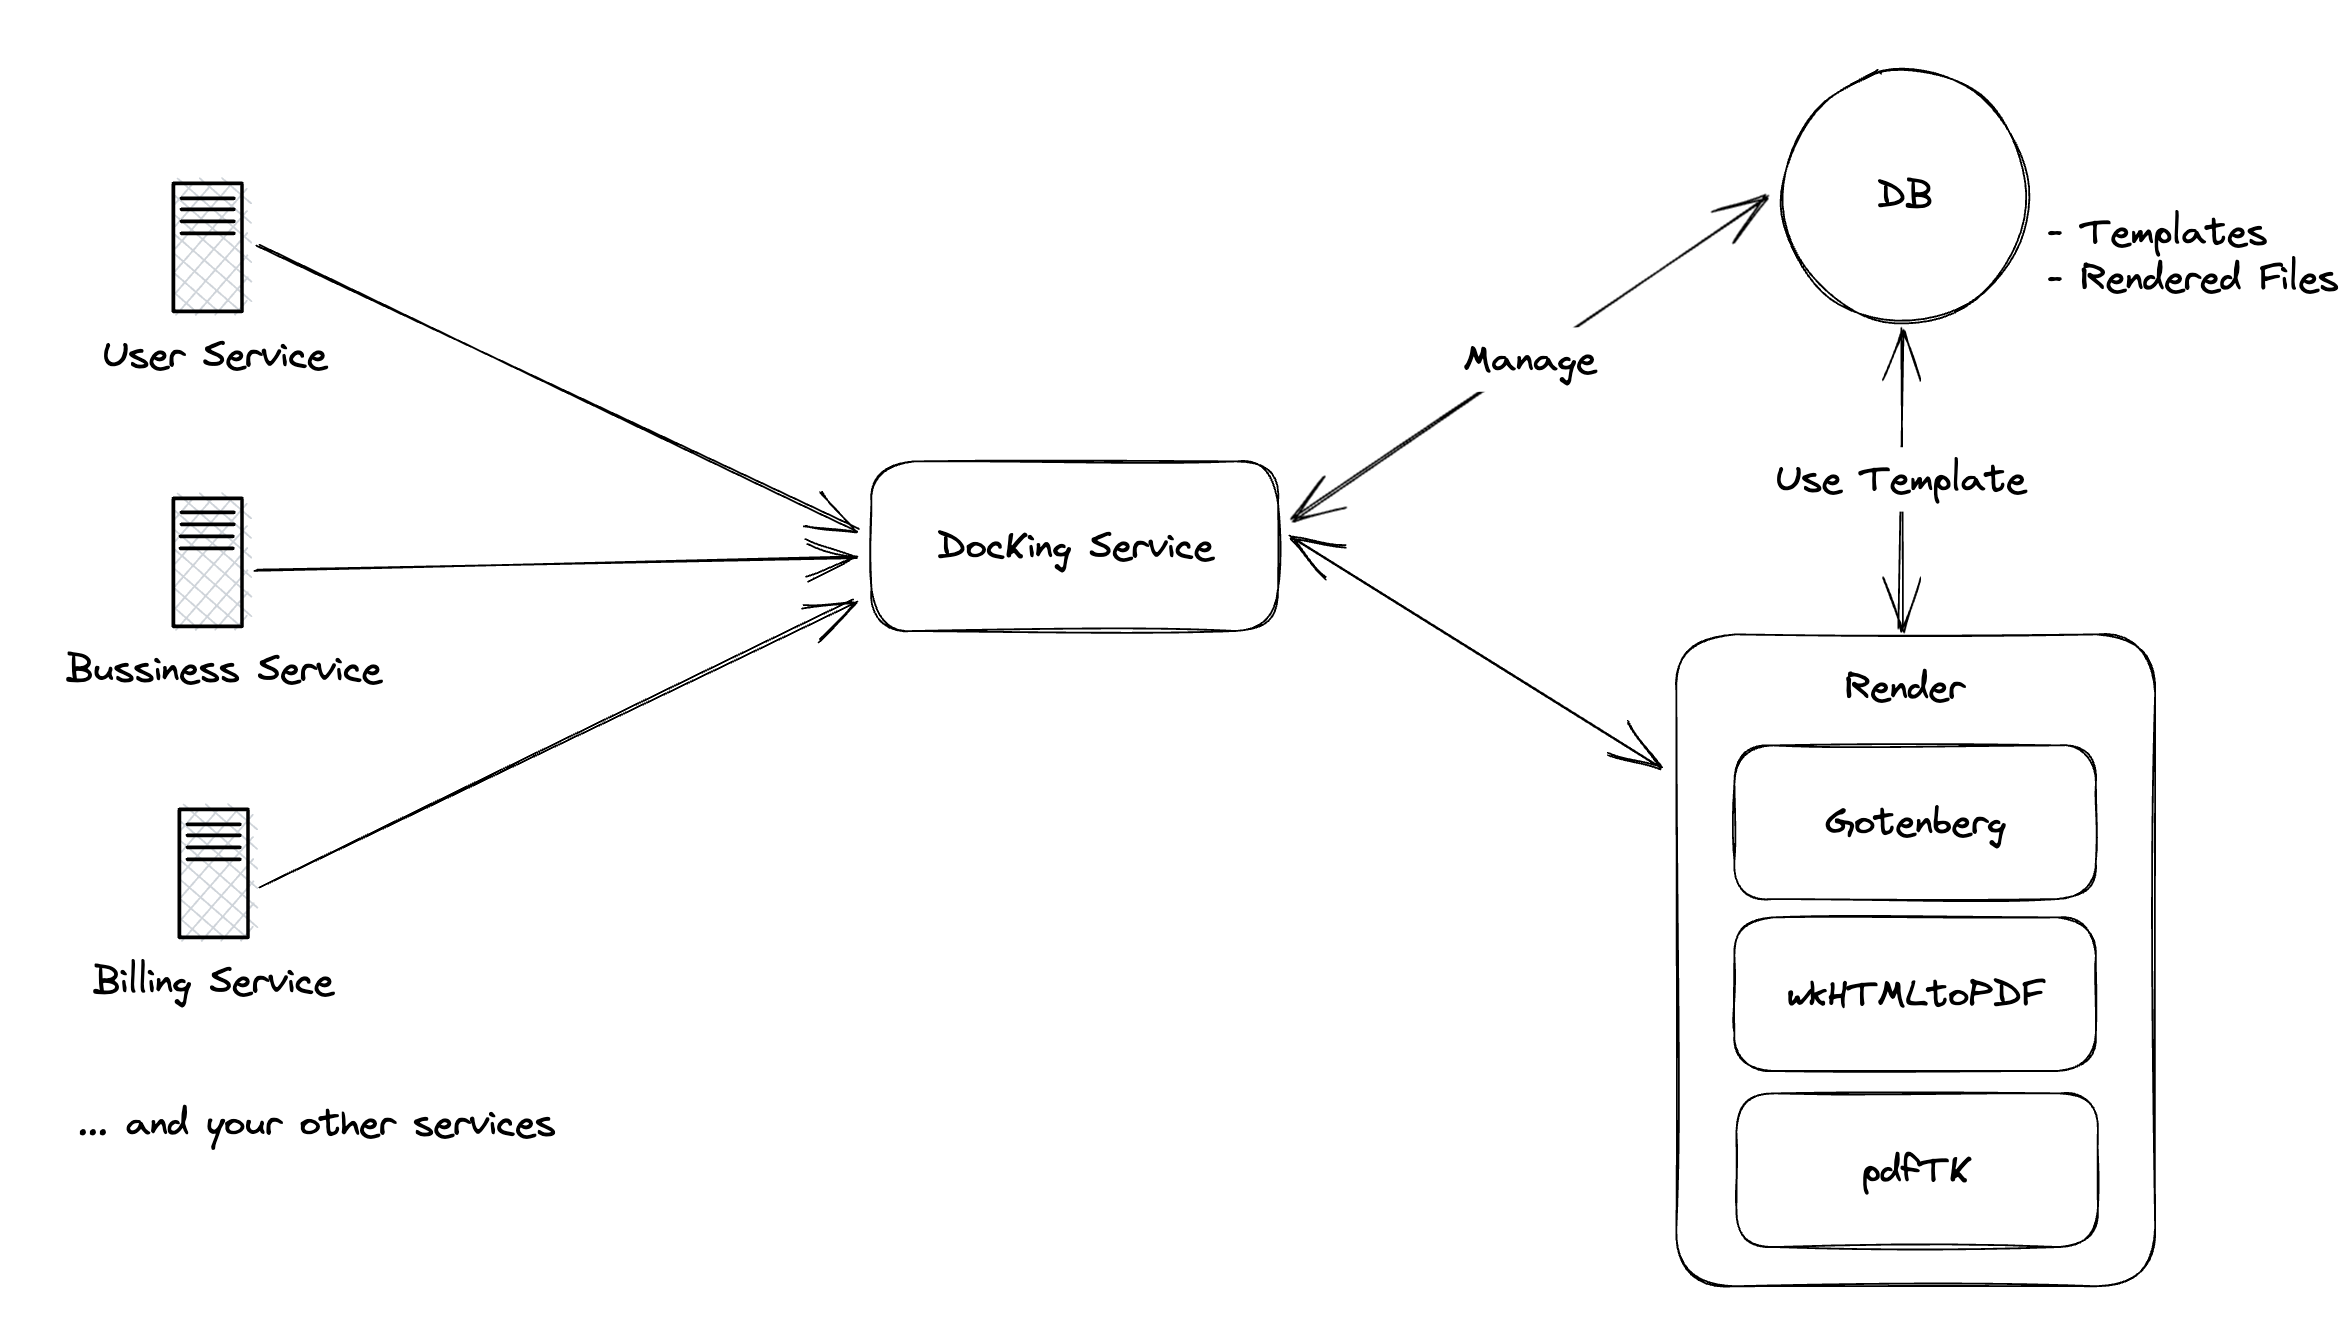 User Service
Bussiness Service
Billing Service
... and your other services
DocKing Service
Manage
DB
- Templates
- Rendered Files
Use Template
Render
Gotenberg
wkHTMLtoPDF
pdfTK